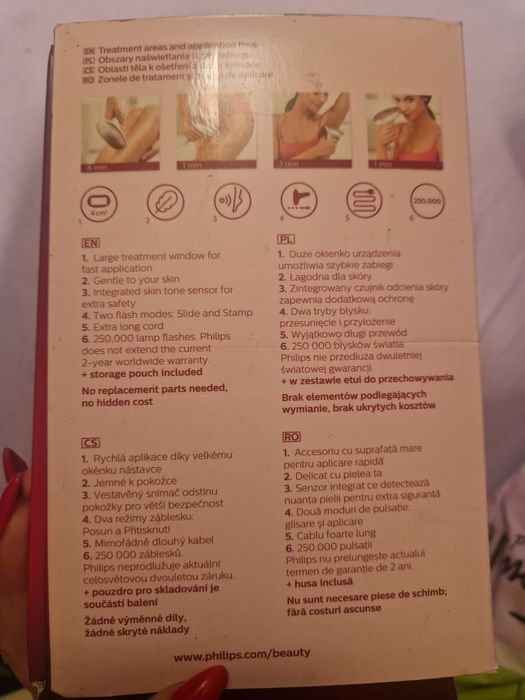 EN Treatment areas and application time
PL Obszary naświetlania
CS Oblasti těla k ošetření a doba aplikace
RO Zonele de tratament și de aplicare
8 min
1 min
1 min
1 min
4 cm²
250,000
1
2
3
4
5
6
EN
1. Large treatment window for
fast application
2. Gentle to your skin
3. Integrated skin tone sensor for
extra safety
4. Two flash modes: Slide and Stamp
5. Extra long cord
6. 250,000 lamp flashes. Philips
does not extend the current
2-year worldwide warranty.
+ storage pouch included
No replacement parts needed,
no hidden cost
PL
1. Duże okienko urządzenia
umożliwia szybkie zabiegi
2. Łagodna dla skóry
3. Zintegrowany czujnik odcienia skóry
zapewnia dodatkową ochronę
4. Dwa tryby błysku:
przesunięcie i przyłożenie
5. Wyjątkowo długi przewód
6. 250 000 błysków światła.
Philips nie przedłuża dwuletniej
światowej gwarancji.
+ w zestawie etui do przechowywania
Brak elementów podlegających
wymianie, brak ukrytych kosztów
CS
1. Rychlá aplikace díky velkému
okénku nástavce
2. Jemné k pokožce
3. Vestavěný snímač odstínu
pokožky pro větší bezpečnost
4. Dva režimy záblesku:
Posun a Přitisknutí
5. Mimořádně dlouhý kabel
6. 250 000 záblesků.
Philips neprodlužuje aktuální
celosvětovou dvouletou záruku.
+ pouzdro pro skladování je
součástí balení
Žádné výměnné díly,
žádné skryté náklady
RO
1. Accesoriu cu suprafață mare
pentru aplicare rapidă
2. Delicat cu pielea ta
3. Senzor integrat ce detectează
nuanța pielii pentru extra siguranță
4. Două moduri de pulsație:
glisare și aplicare
5. Cablu foarte lung
6. 250 000 pulsații
Philips nu prelungeste actualul
termen de garanție de 2 ani.
+ husa inclusă
Nu sunt necesare piese de schimb;
fără costuri ascunse
www.philips.com/beauty